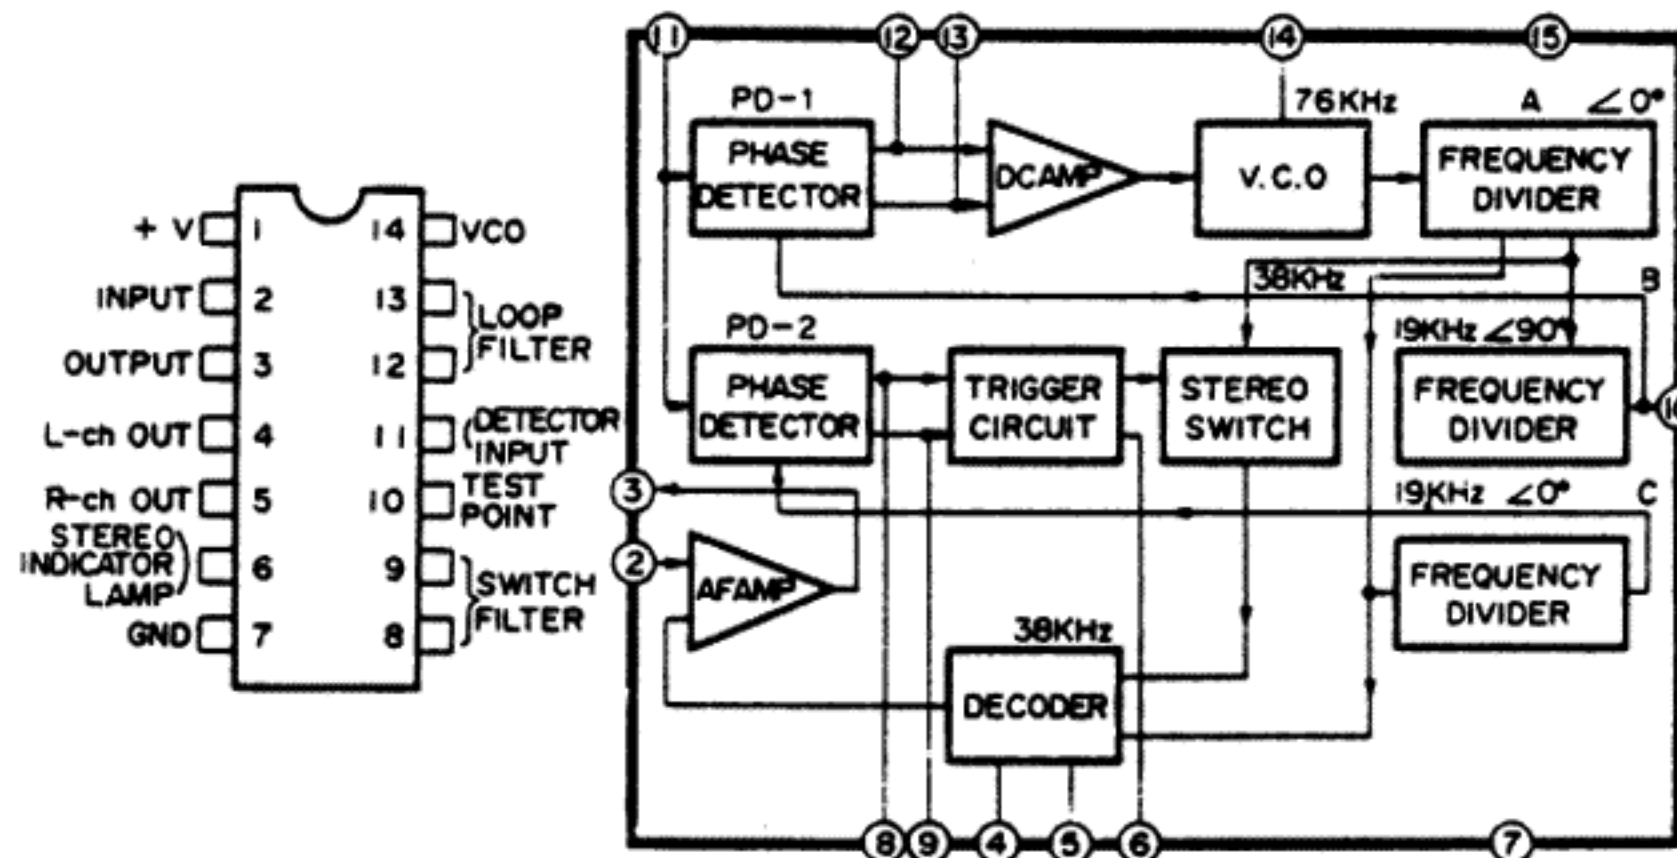 + V
1
14
VCO
INPUT
2
13
LOOP
FILTER
OUTPUT
3
12
L-ch OUT
4
11
DETECTOR
INPUT
R-ch OUT
5
10
TEST
POINT
STEREO
INDICATOR
LAMP
6
9
SWITCH
FILTER
GND
7
8
11
12
13
14
15
PD-1
PHASE
DETECTOR
DCAMP
76KHz
V.C.O
A ∠0°
FREQUENCY
DIVIDER
38KHz
B
PD-2
PHASE
DETECTOR
TRIGGER
CIRCUIT
STEREO
SWITCH
19KHz ∠90°
FREQUENCY
DIVIDER
3
19KHz ∠0°
C
2
AFAMP
FREQUENCY
DIVIDER
38KHz
DECODER
8
9
4
5
6
7